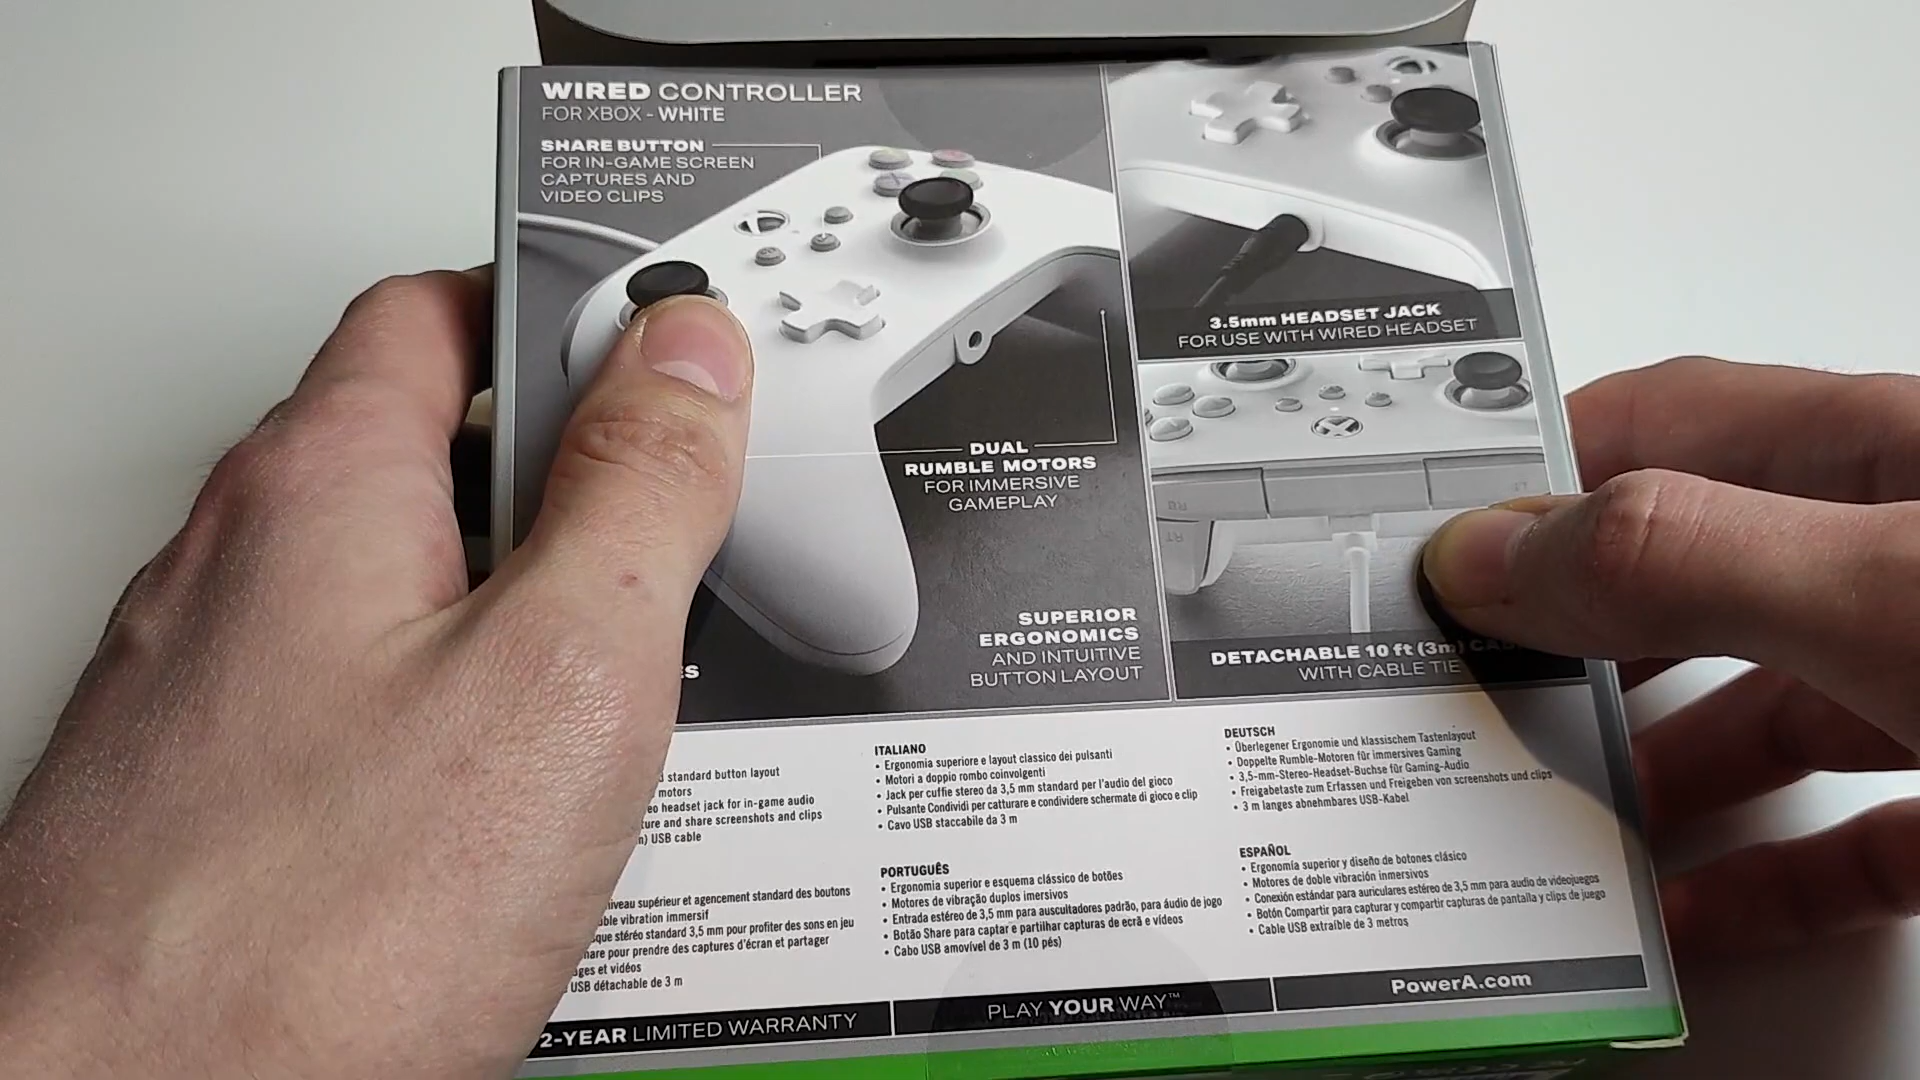 WIRED CONTROLLER
FOR XBOX - WHITE
SHARE BUTTON
FOR IN-GAME SCREEN
CAPTURES AND
VIDEO CLIPS
DUAL
RUMBLE MOTORS
FOR IMMERSIVE
GAMEPLAY
SUPERIOR
ERGONOMICS
AND INTUITIVE
BUTTON LAYOUT
3.5mm HEADSET JACK
FOR USE WITH WIRED HEADSET
DETACHABLE 10 ft (3m)
WITH CABLE TIE
standard button layout
motors
headset jack for in-game audio
and share screenshots and clips
USB cable
supérieur et agencement standard des boutons
vibration immersif
stéréo standard 3,5 mm pour profiter des sons en jeu
pour prendre des captures d'écran et partager
et vidéos
USB détachable de 3 m
ITALIANO
• Ergonomia superiore e layout classico dei pulsanti
• Motori a doppio rombo coinvolgenti
• Jack per cuffie stereo da 3,5 mm standard per l'audio del gioco
• Pulsante Condividi per catturare e condividere schermate di gioco e clip
• Cavo USB staccabile da 3 m
PORTUGUÊS
• Ergonomia superior e esquema clássico de botões
• Motores de vibração duplos imersivos
• Entrada estéreo de 3,5 mm para auscultadores padrão, para áudio de jogo
• Botão Share para captar e partilhar capturas de ecrã e vídeos
• Cabo USB amovível de 3 m (10 pés)
DEUTSCH
• Überlegener Ergonomie und klassischem Tastenlayout
• Doppelte Rumble-Motoren für immersives Gaming
• 3,5-mm-Stereo-Headset-Buchse für Gaming-Audio
• Freigabetaste zum Erfassen und Freigeben von screenshots und clips
• 3 m langes abnehmbares USB-Kabel
ESPAÑOL
• Ergonomía superior y diseño de botones clásico
• Motores de doble vibración inmersivos
• Conexión estándar para auriculares estéreo de 3,5 mm para audio de videojuegos
• Botón Compartir para capturar y compartir capturas de pantalla y clips de juego
• Cable USB extraíble de 3 metros
2-YEAR LIMITED WARRANTY
PLAY YOUR WAY™
PowerA.com